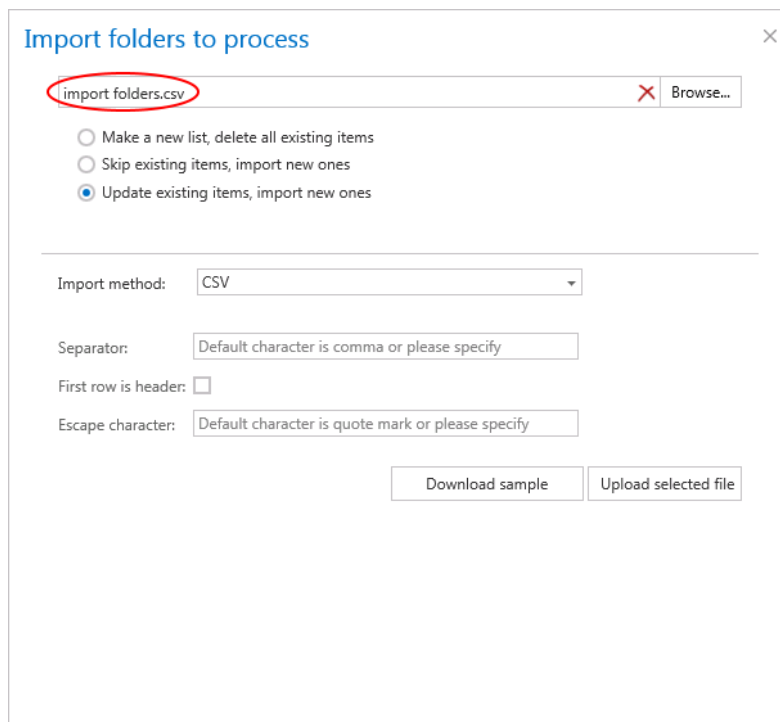 Import folders to process
import folders.csv
Browse...
Make a new list, delete all existing items
Skip existing items, import new ones
Update existing items, import new ones
Import method: CSV
Separator: Default character is comma or please specify
First row is header:
Escape character: Default character is quote mark or please specify
Download sample Upload selected file